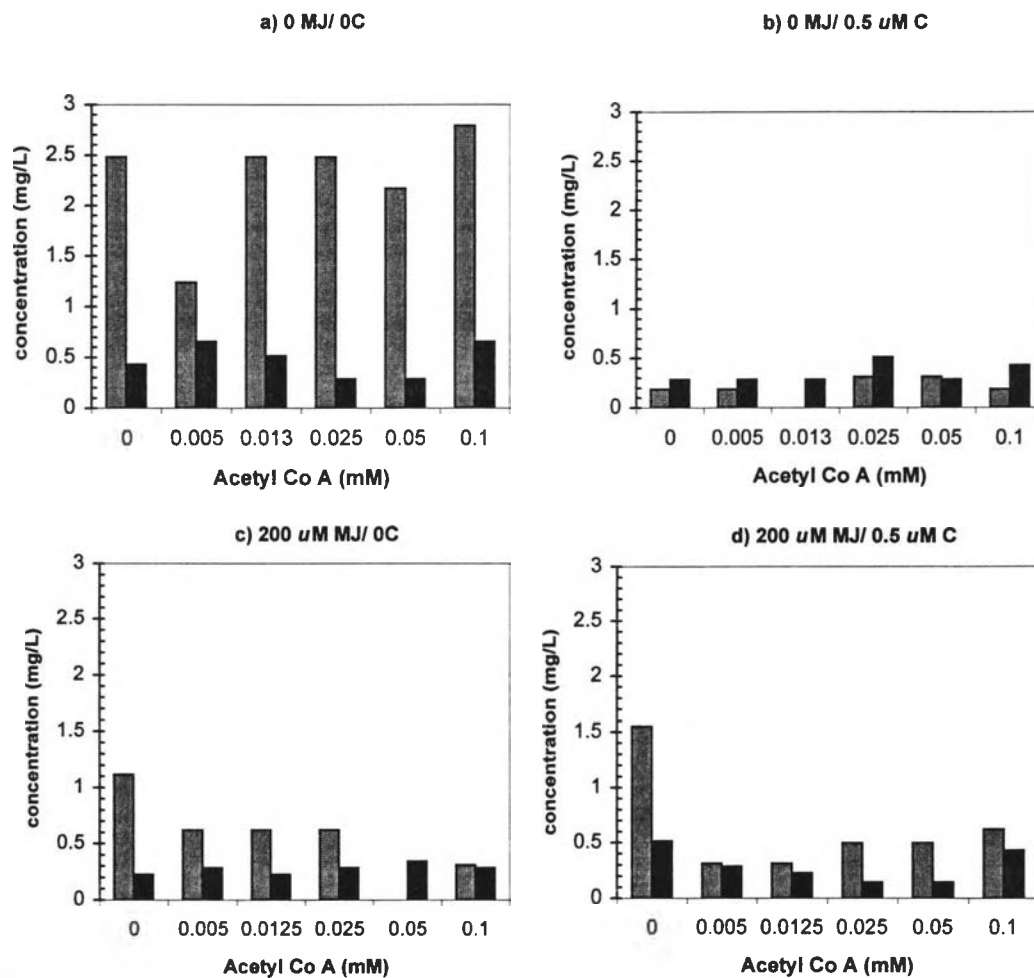 a) 0 MJ/ 0C
concentration (mg/L)
3
2.5
2
1.5
1
0.5
0
0 0.005 0.013 0.025 0.05 0.1
Acetyl Co A (mM)
b) 0 MJ/ 0.5 uM C
concentration (mg/L)
3
2.5
2
1.5
1
0.5
0
0 0.005 0.013 0.025 0.05 0.1
Acetyl Co A (mM)
c) 200 uM MJ/ 0C
concentration (mg/L)
3
2.5
2
1.5
1
0.5
0
0 0.005 0.0125 0.025 0.05 0.1
Acetyl Co A (mM)
d) 200 uM MJ/ 0.5 uM C
concentration (mg/L)
3
2.5
2
1.5
1
0.5
0
0 0.005 0.0125 0.025 0.05 0.1
Acetyl Co A (mM)